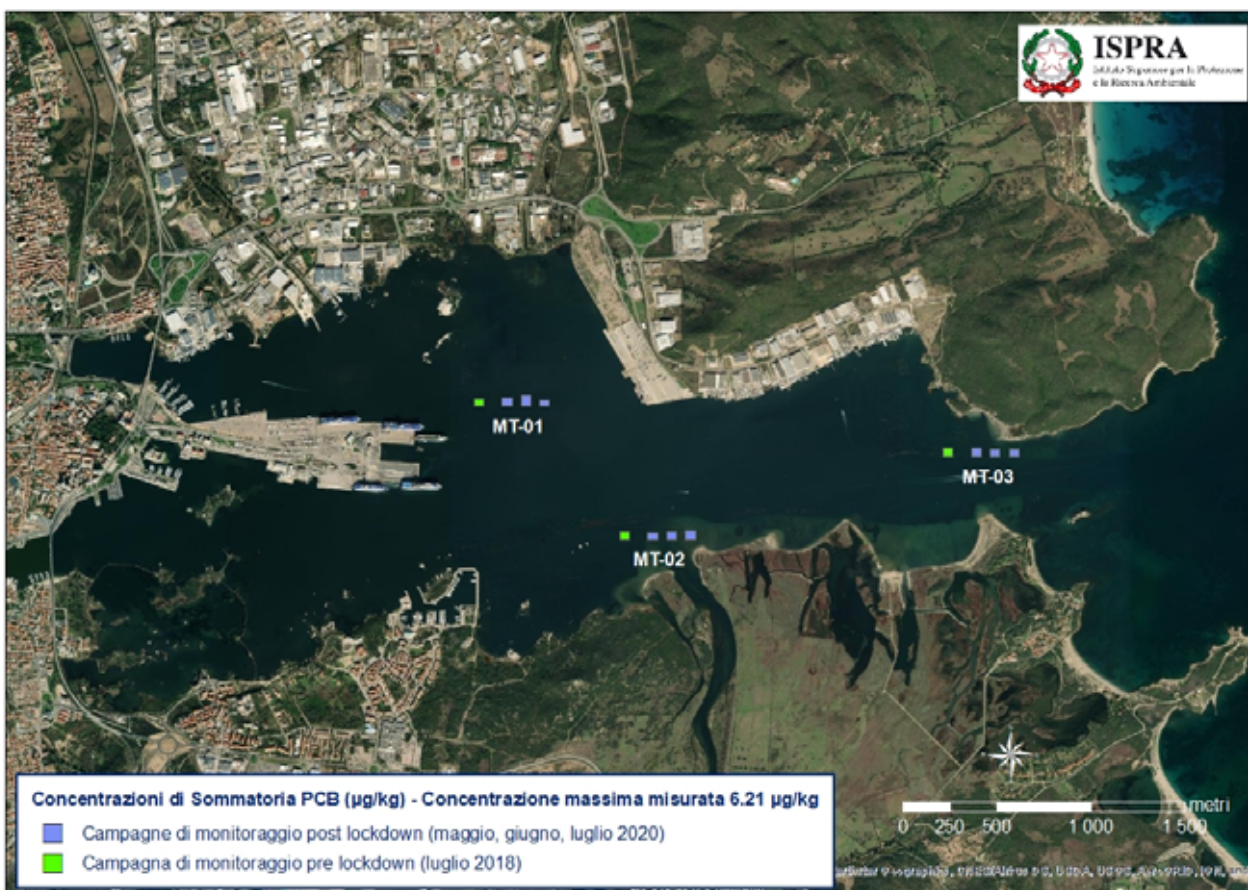 ISPRA
Istituto Superiore per la Protezione
e la Ricerca Ambientale
MT-01
MT-03
MT-02
Concentrazioni di Sommatoria PCB (µg/kg) - Concentrazione massima misurata 6.21 µg/kg
Campagne di monitoraggio post lockdown (maggio, giugno, luglio 2020)
Campagna di monitoraggio pre lockdown (luglio 2018)
metri
0 250 500 1 000 1 500